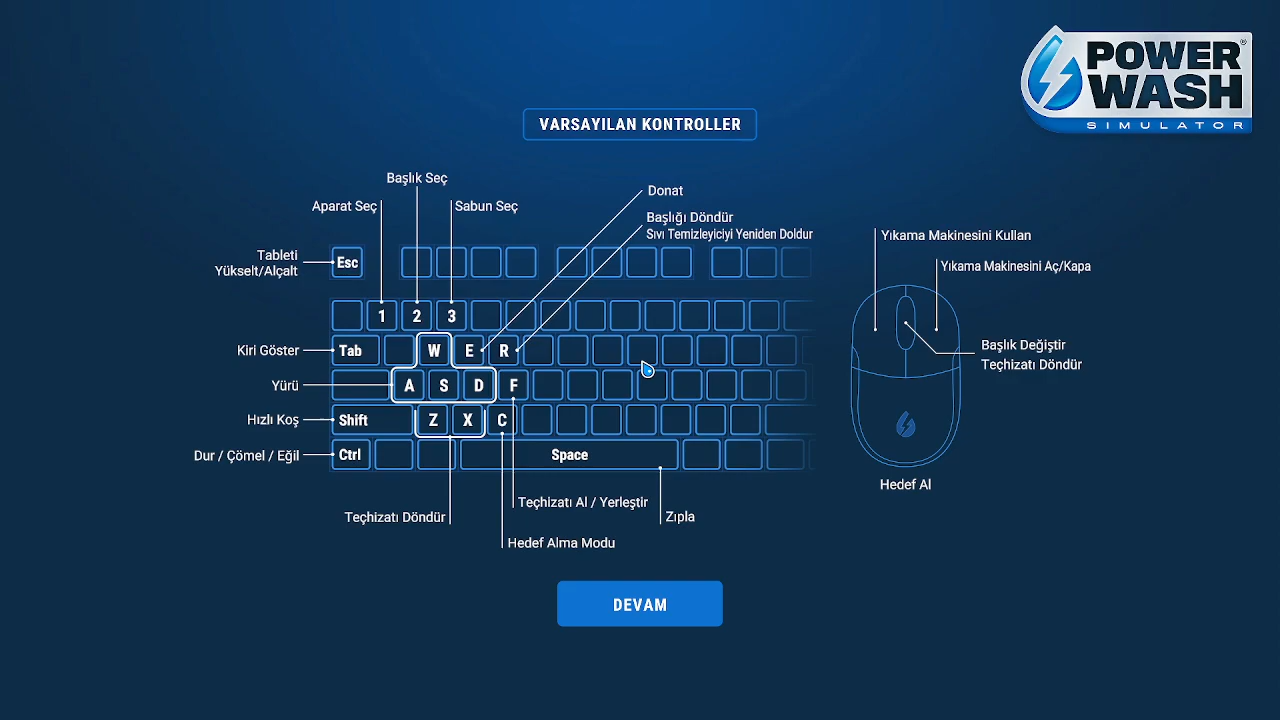 POWER
WASH
SIMULATOR
VARSAYILAN KONTROLLER
Başlık Seç
Aparat Seç
Sabun Seç
Donat
Başlığı Döndür
Sıvı Temizleyiciyi Yeniden Doldur
Tableti
Yükselt/Alçalt
Esc
1 2 3
Kiri Göster
Tab W E R
Yürü
A S D F
Hızlı Koş
Shift Z X C
Dur / Çömel / Eğil
Ctrl Space
Teçhizatı Döndür
Teçhizatı Al / Yerleştir
Zıpla
Hedef Alma Modu
Yıkama Makinesini Kullan
Yıkama Makinesini Aç/Kapa
Başlık Değiştir
Teçhizatı Döndür
Hedef Al
DEVAM